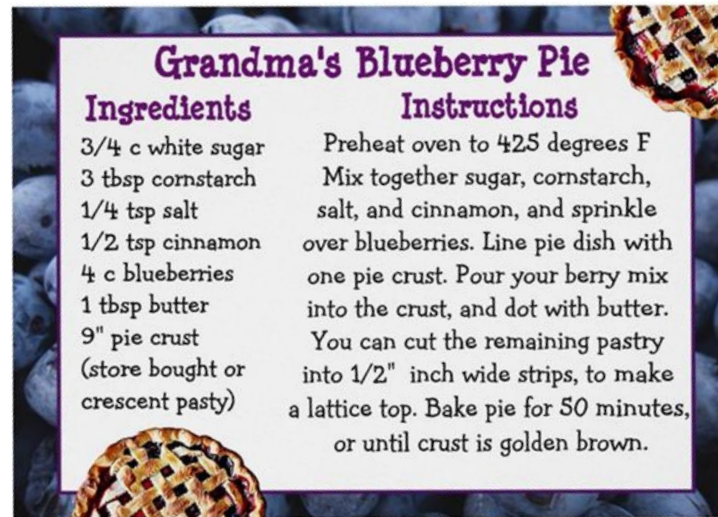 Grandma's Blueberry Pie
Ingredients
3/4 c white sugar
3 tbsp cornstarch
1/4 tsp salt
1/2 tsp cinnamon
4 c blueberries
1 tbsp butter
9" pie crust
(store bought or
crescent pasty)
Instructions
Preheat oven to 425 degrees F
Mix together sugar, cornstarch,
salt, and cinnamon, and sprinkle
over blueberries. Line pie dish with
one pie crust. Pour your berry mix
into the crust, and dot with butter.
You can cut the remaining pastry
into 1/2" inch wide strips, to make
a lattice top. Bake pie for 50 minutes,
or until crust is golden brown.